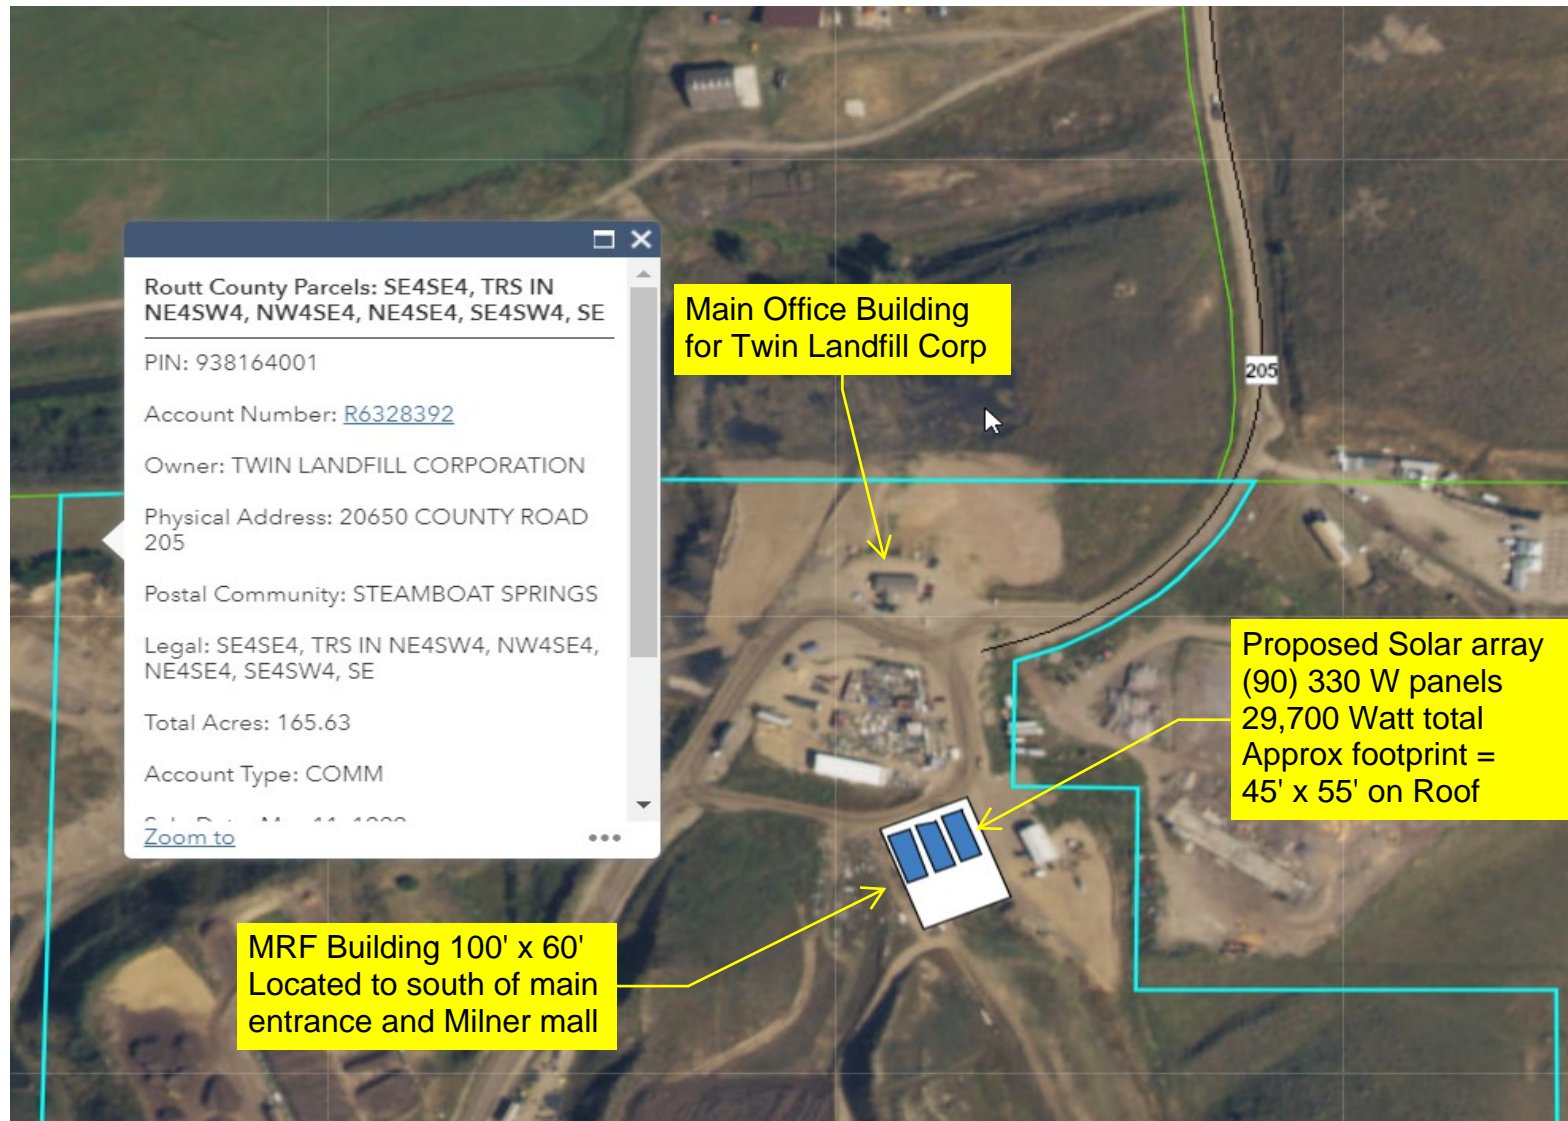 Routt County Parcels: SE4SE4, TRS IN
NE4SW4, NW4SE4, NE4SE4, SE4SW4, SE
PIN: 938164001
Account Number: R6328392
Owner: TWIN LANDFILL CORPORATION
Physical Address: 20650 COUNTY ROAD
205
Postal Community: STEAMBOAT SPRINGS
Legal: SE4SE4, TRS IN NE4SW4, NW4SE4,
NE4SE4, SE4SW4, SE
Total Acres: 165.63
Account Type: COMM
Zoom to
Main Office Building
for Twin Landfill Corp
205
Proposed Solar array
(90) 330 W panels
29,700 Watt total
Approx footprint =
45' x 55' on Roof
MRF Building 100' x 60'
Located to south of main
entrance and Milner mall